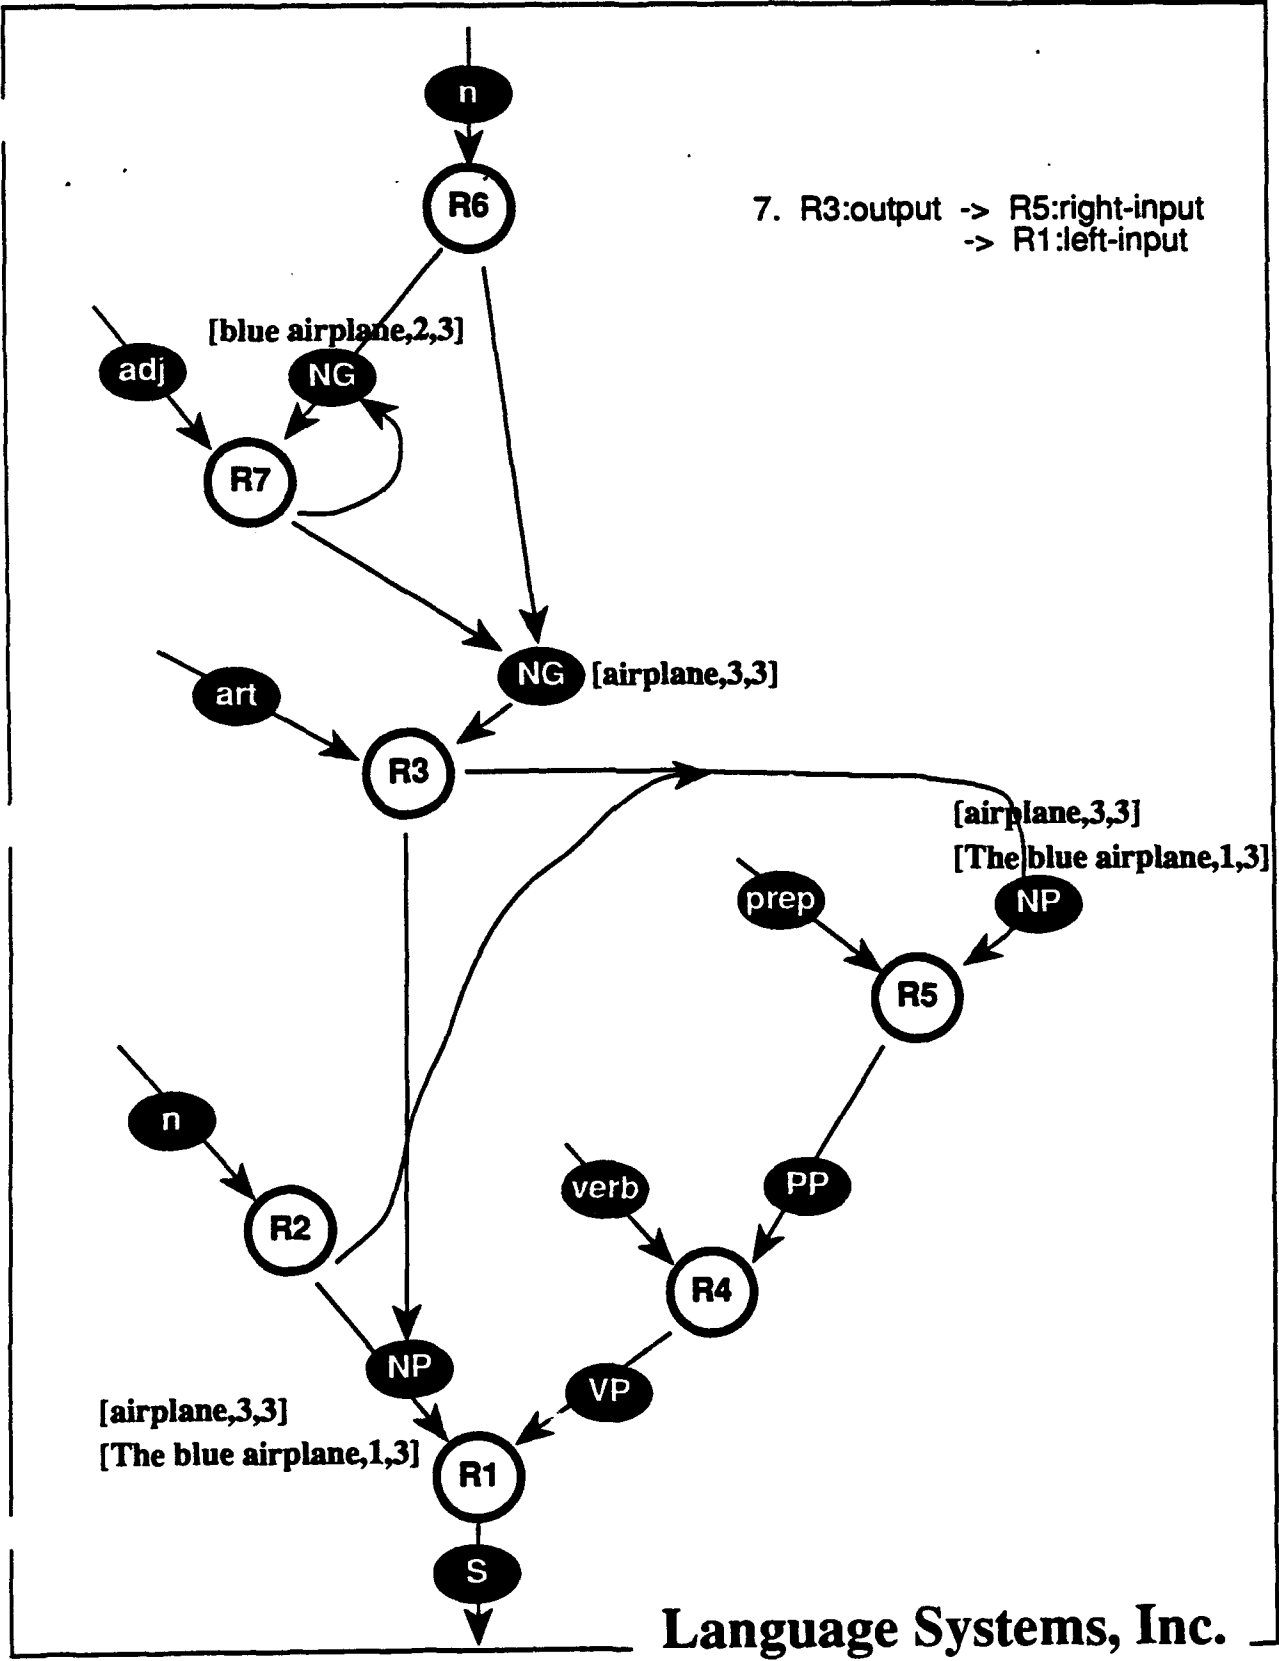 n
R6
7. R3:output -> R5:right-input
-> R1:left-input
[blue airplane,2,3]
adj
NG
R7
NG
[airplane,3,3]
art
R3
[airplane,3,3]
[The blue airplane,1,3]
prep
NP
R5
n
verb
PP
R2
R4
NP
VP
[airplane,3,3]
[The blue airplane,1,3]
R1
S
Language Systems, Inc.